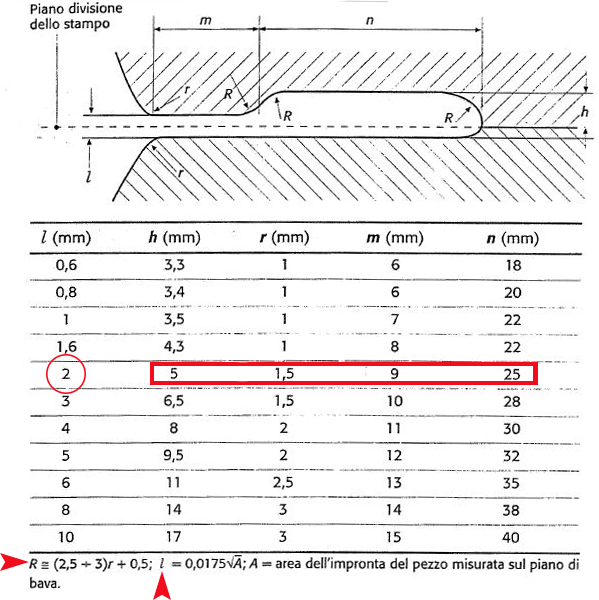 Piano divisione
dello stampo
m
n
r
R
R
R
h
l
r
l (mm) h (mm) r (mm) m (mm) n (mm)
0,6 3,3 1 6 18
0,8 3,4 1 6 20
1 3,5 1 7 22
1,6 4,3 1 8 22
2 5 1,5 9 25
3 6,5 1,5 10 28
4 8 2 11 30
5 9,5 2 12 32
6 11 2,5 13 35
8 14 3 14 38
10 17 3 15 40
R ≅ (2,5 ÷ 3)r + 0,5; l = 0,0175√A; A = area dell'impronta del pezzo misurata sul piano di
bava.